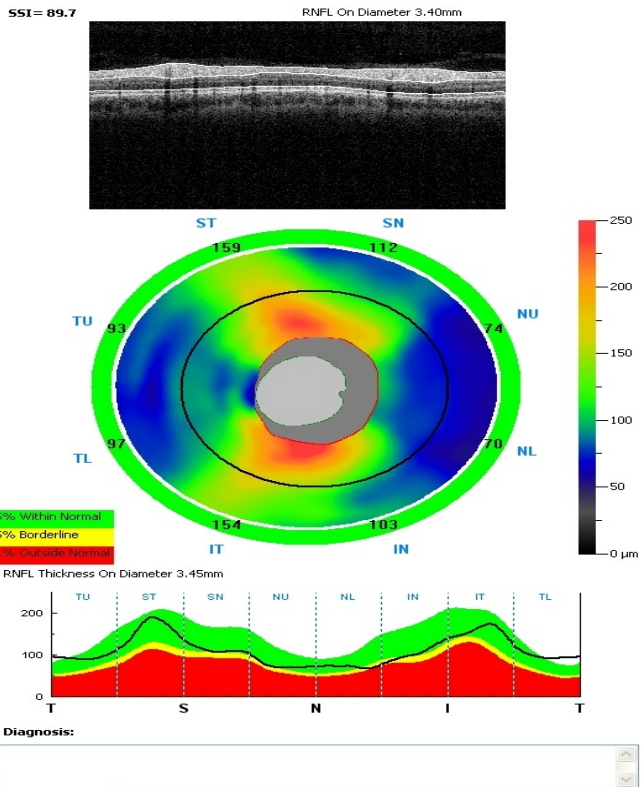 SSI= 89.7
RNFL On Diameter 3.40mm
ST SN
159 112
TU 93 74 NU
TL 97 70 NL
154 103
IT IN
250
200
150
100
50
0 µm
% Within Normal
% Borderline
% Outside Normal
RNFL Thickness On Diameter 3.45mm
TU ST SN NU NL IN IT TL
200
100
0
T S N I T
Diagnosis: